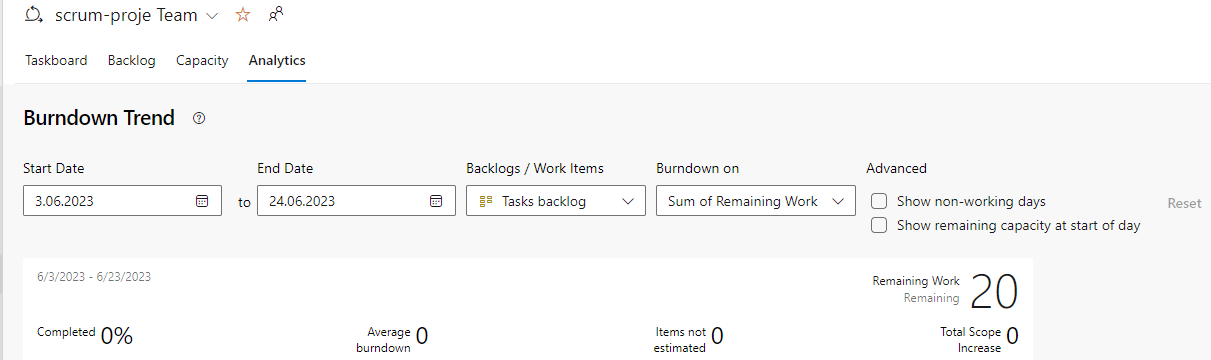 scrum-proje Team
Taskboard Backlog Capacity Analytics
Burndown Trend
Start Date End Date Backlogs / Work Items Burndown on Advanced
3.06.2023 to 24.06.2023 Tasks backlog Sum of Remaining Work Show non-working days Reset
Show remaining capacity at start of day
6/3/2023 - 6/23/2023
Remaining Work
Remaining
20
Completed 0%
Average
burndown
0
Items not
estimated
0
Total Scope
Increase
0